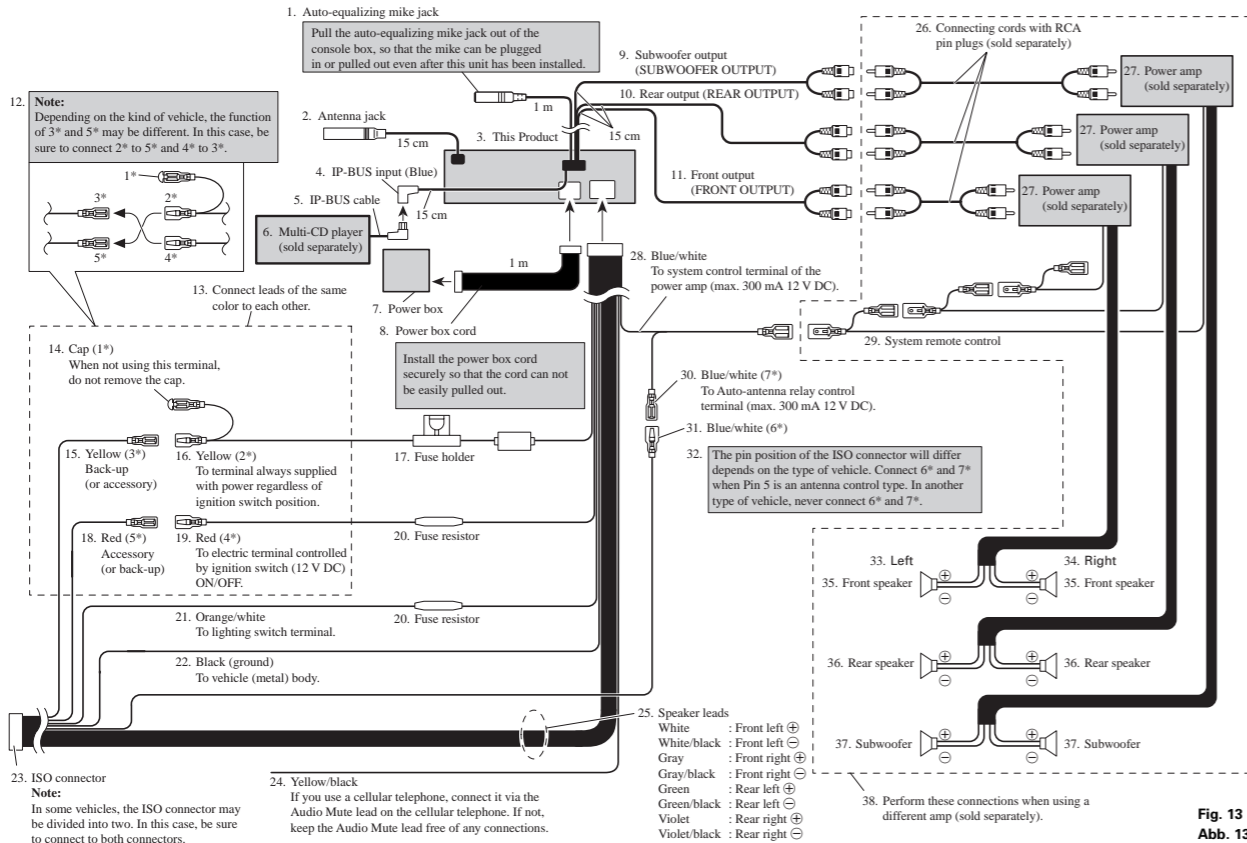 1. Auto-equalizing mike jack
Pull the auto-equalizing mike jack out of the
console box, so that the mike can be plugged
in or pulled out even after this unit has been installed.
1 m
2. Antenna jack
15 cm
3. This Product
15 cm
4. IP-BUS input (Blue)
15 cm
5. IP-BUS cable
6. Multi-CD player
(sold separately)
7. Power box
1 m
8. Power box cord
Install the power box cord
securely so that the cord can not
be easily pulled out.
9. Subwoofer output
(SUBWOOFER OUTPUT)
10. Rear output (REAR OUTPUT)
11. Front output
(FRONT OUTPUT)
12.
Note:
Depending on the kind of vehicle, the function
of 3* and 5* may be different. In this case, be
sure to connect 2* to 5* and 4* to 3*.
1*
3*
2*
5*
4*
13. Connect leads of the same
color to each other.
14. Cap (1*)
When not using this terminal,
do not remove the cap.
15. Yellow (3*)
Back-up
(or accessory)
16. Yellow (2*)
To terminal always supplied
with power regardless of
ignition switch position.
17. Fuse holder
18. Red (5*)
Accessory
(or back-up)
19. Red (4*)
To electric terminal controlled
by ignition switch (12 V DC)
ON/OFF.
20. Fuse resistor
21. Orange/white
To lighting switch terminal.
20. Fuse resistor
22. Black (ground)
To vehicle (metal) body.
23. ISO connector
Note:
In some vehicles, the ISO connector may
be divided into two. In this case, be sure
to connect to both connectors.
24. Yellow/black
If you use a cellular telephone, connect it via the
Audio Mute lead on the cellular telephone. If not,
keep the Audio Mute lead free of any connections.
25. Speaker leads
White : Front left ⊕
White/black : Front left ⊖
Gray : Front right ⊕
Gray/black : Front right ⊖
Green : Rear left ⊕
Green/black : Rear left ⊖
Violet : Rear right ⊕
Violet/black : Rear right ⊖
26. Connecting cords with RCA
pin plugs (sold separately)
27. Power amp
(sold separately)
27. Power amp
(sold separately)
27. Power amp
(sold separately)
28. Blue/white
To system control terminal of the
power amp (max. 300 mA 12 V DC).
29. System remote control
30. Blue/white (7*)
To Auto-antenna relay control
terminal (max. 300 mA 12 V DC).
31. Blue/white (6*)
32.
The pin position of the ISO connector will differ
depends on the type of vehicle. Connect 6* and 7*
when Pin 5 is an antenna control type. In another
type of vehicle, never connect 6* and 7*.
33. Left
34. Right
35. Front speaker
⊕
⊖
⊕
⊖
35. Front speaker
36. Rear speaker
⊕
⊖
⊕
⊖
36. Rear speaker
37. Subwoofer
⊕
⊖
⊕
⊖
37. Subwoofer
38. Perform these connections when using a
different amp (sold separately).
Fig. 13
Abb. 13